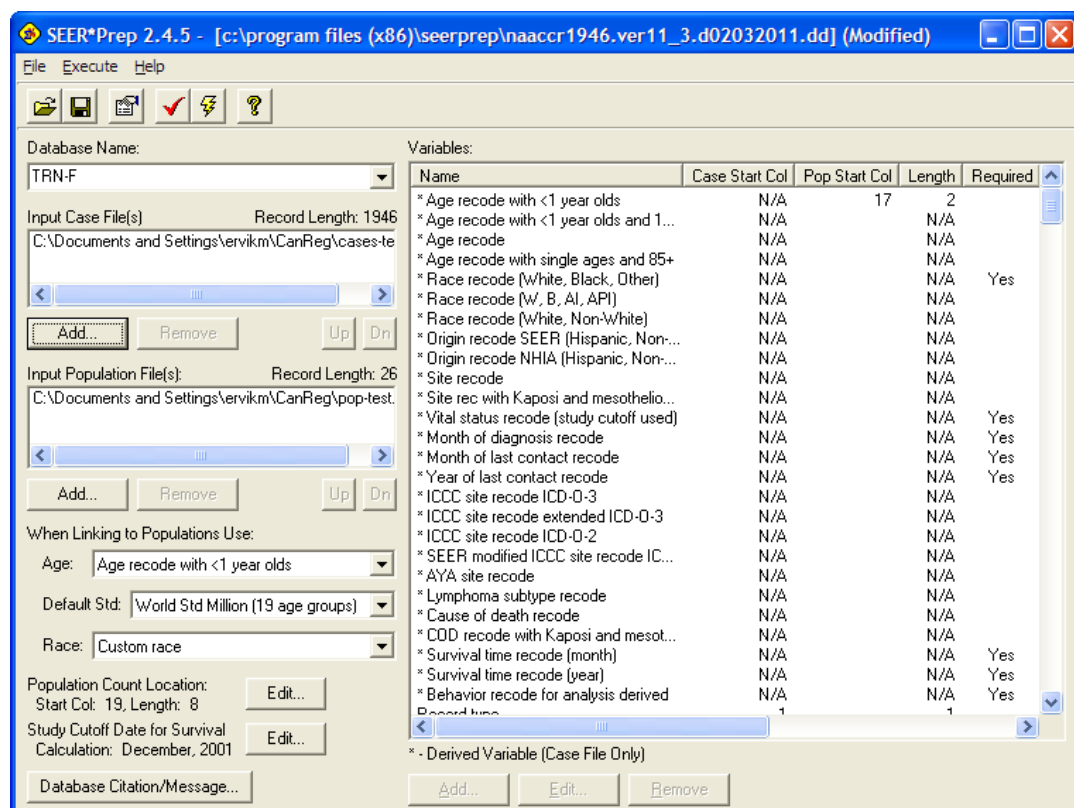 SEER*Prep 2.4.5 - [c:\program files (x86)\seerprep\naaccr1946.ver11_3.d02032011.dd] (Modified)
File Execute Help
Database Name:
TRN-F
Input Case File(s) Record Length: 1946
C:\Documents and Settings\ervikm\CanReg\cases-te
Add... Remove Up Dn
Input Population File(s): Record Length: 26
C:\Documents and Settings\ervikm\CanReg\pop-test.
Add... Remove Up Dn
When Linking to Populations Use:
Age: Age recode with <1 year olds
Default Std: World Std Million (19 age groups)
Race: Custom race
Population Count Location:
Start Col: 19, Length: 8
Edit...
Study Cutoff Date for Survival
Calculation: December, 2001
Edit...
Database Citation/Message...
Variables:
Name Case Start Col Pop Start Col Length Required
* Age recode with <1 year olds N/A 17 2
* Age recode with <1 year olds and 1... N/A N/A
* Age recode N/A N/A
* Age recode with single ages and 85+ N/A N/A
* Race recode (White, Black, Other) N/A N/A Yes
* Race recode (W, B, AI, API) N/A N/A
* Race recode (White, Non-White) N/A N/A
* Origin recode SEER (Hispanic, Non-... N/A N/A
* Origin recode NHIA (Hispanic, Non-... N/A N/A
* Site recode N/A N/A
* Site rec with Kaposi and mesothelio... N/A N/A
* Vital status recode (study cutoff used) N/A N/A Yes
* Month of diagnosis recode N/A N/A Yes
* Month of last contact recode N/A N/A Yes
* Year of last contact recode N/A N/A Yes
* ICCC site recode ICD-O-3 N/A N/A
* ICCC site recode extended ICD-O-3 N/A N/A
* ICCC site recode ICD-O-2 N/A N/A
* SEER modified ICCC site recode IC... N/A N/A
* AYA site recode N/A N/A
* Lymphoma subtype recode N/A N/A
* Cause of death recode N/A N/A
* COD recode with Kaposi and mesot... N/A N/A
* Survival time recode (month) N/A N/A Yes
* Survival time recode (year) N/A N/A Yes
* Behavior recode for analysis derived N/A N/A Yes
Record type 1 1
* - Derived Variable (Case File Only)
Add... Edit... Remove